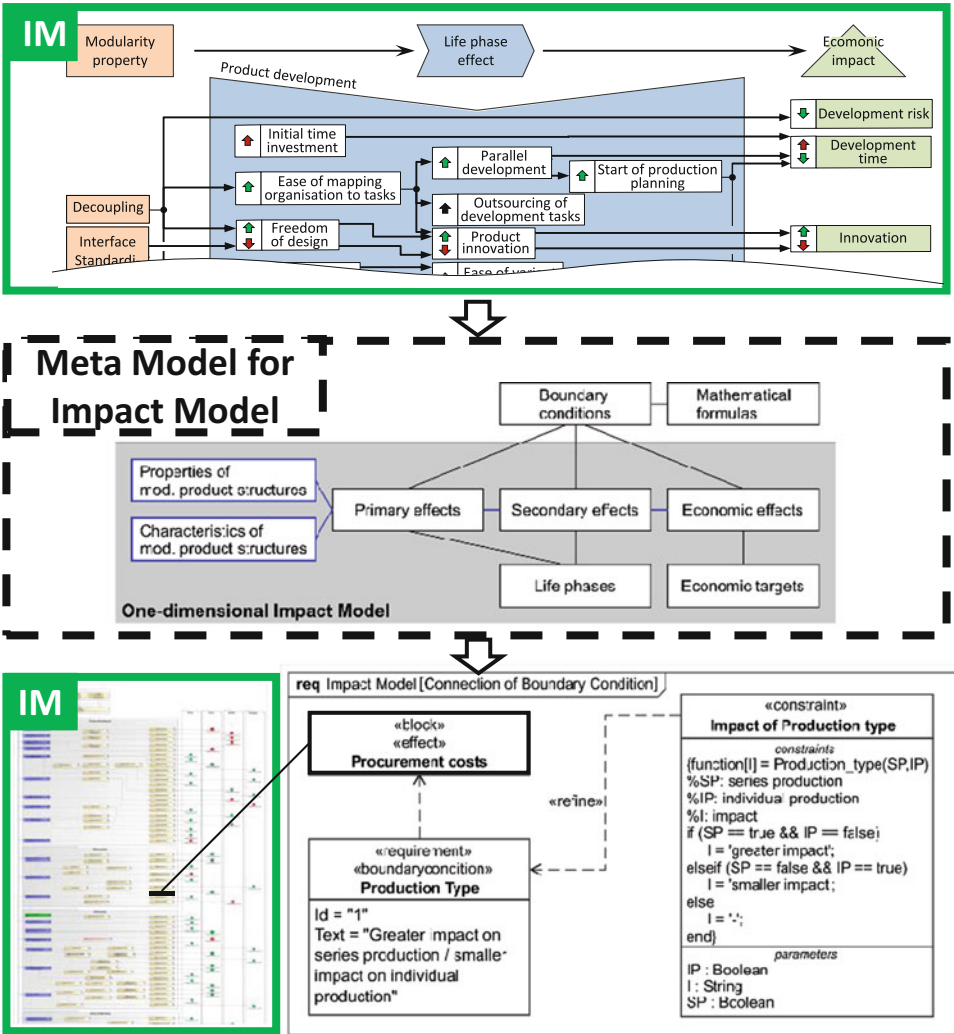 IM
Modularity
property
Life phase
effect
Ecomonic
impact
Product development
Development risk
Initial time
investment
Development
time
Parallel
development
Start of production
planning
Ease of mapping
organisation to tasks
Outsourcing of
development tasks
Decoupling
Freedom
of design
Product
innovation
Innovation
Interface
Standardi
Ease of
Meta Model for
Impact Model
Boundary
conditions
Mathematical
formulas
Properties of
mod. product structures
Primary effects
Secondary effects
Economic effects
Characteristics of
mod. product structures
Life phases
Economic targets
One-dimensional Impact Model
IM
req Impact Model [Connection of Boundary Condition]
«block»
«effect»
Procurement costs
«refine»
«requirement»
«boundarycondition»
Production Type
Id = "1"
Text = "Greater impact on
series production / smaller
impact on individual
production"
«constraint»
Impact of Production type
constraints
{function[I] = Production_type(SP,IP)
%SP: series production
%IP: individual production
%I: impact
if (SP == true && IP == false)
I = 'greater impact';
elseif (SP == false && IP == true)
I = 'smaller impact;
else
I = '-';
end}
parameters
IP : Boolean
I : String
SP : Boolean